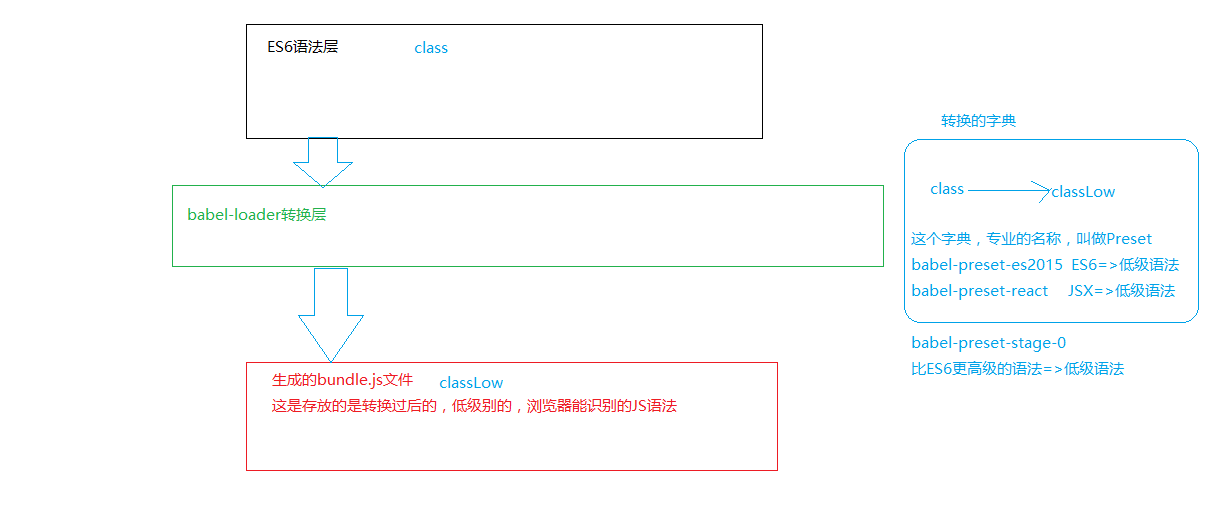 ES6语法层 class
babel-loader转换层
生成的bundle.js文件 classLow
这是存放的是转换过后的，低级别的，浏览器能识别的JS语法
转换的字典
class classLow
这个字典，专业的名称，叫做Preset
babel-preset-es2015 ES6=>低级语法
babel-preset-react JSX=>低级语法
babel-preset-stage-0
比ES6更高级的语法=>低级语法